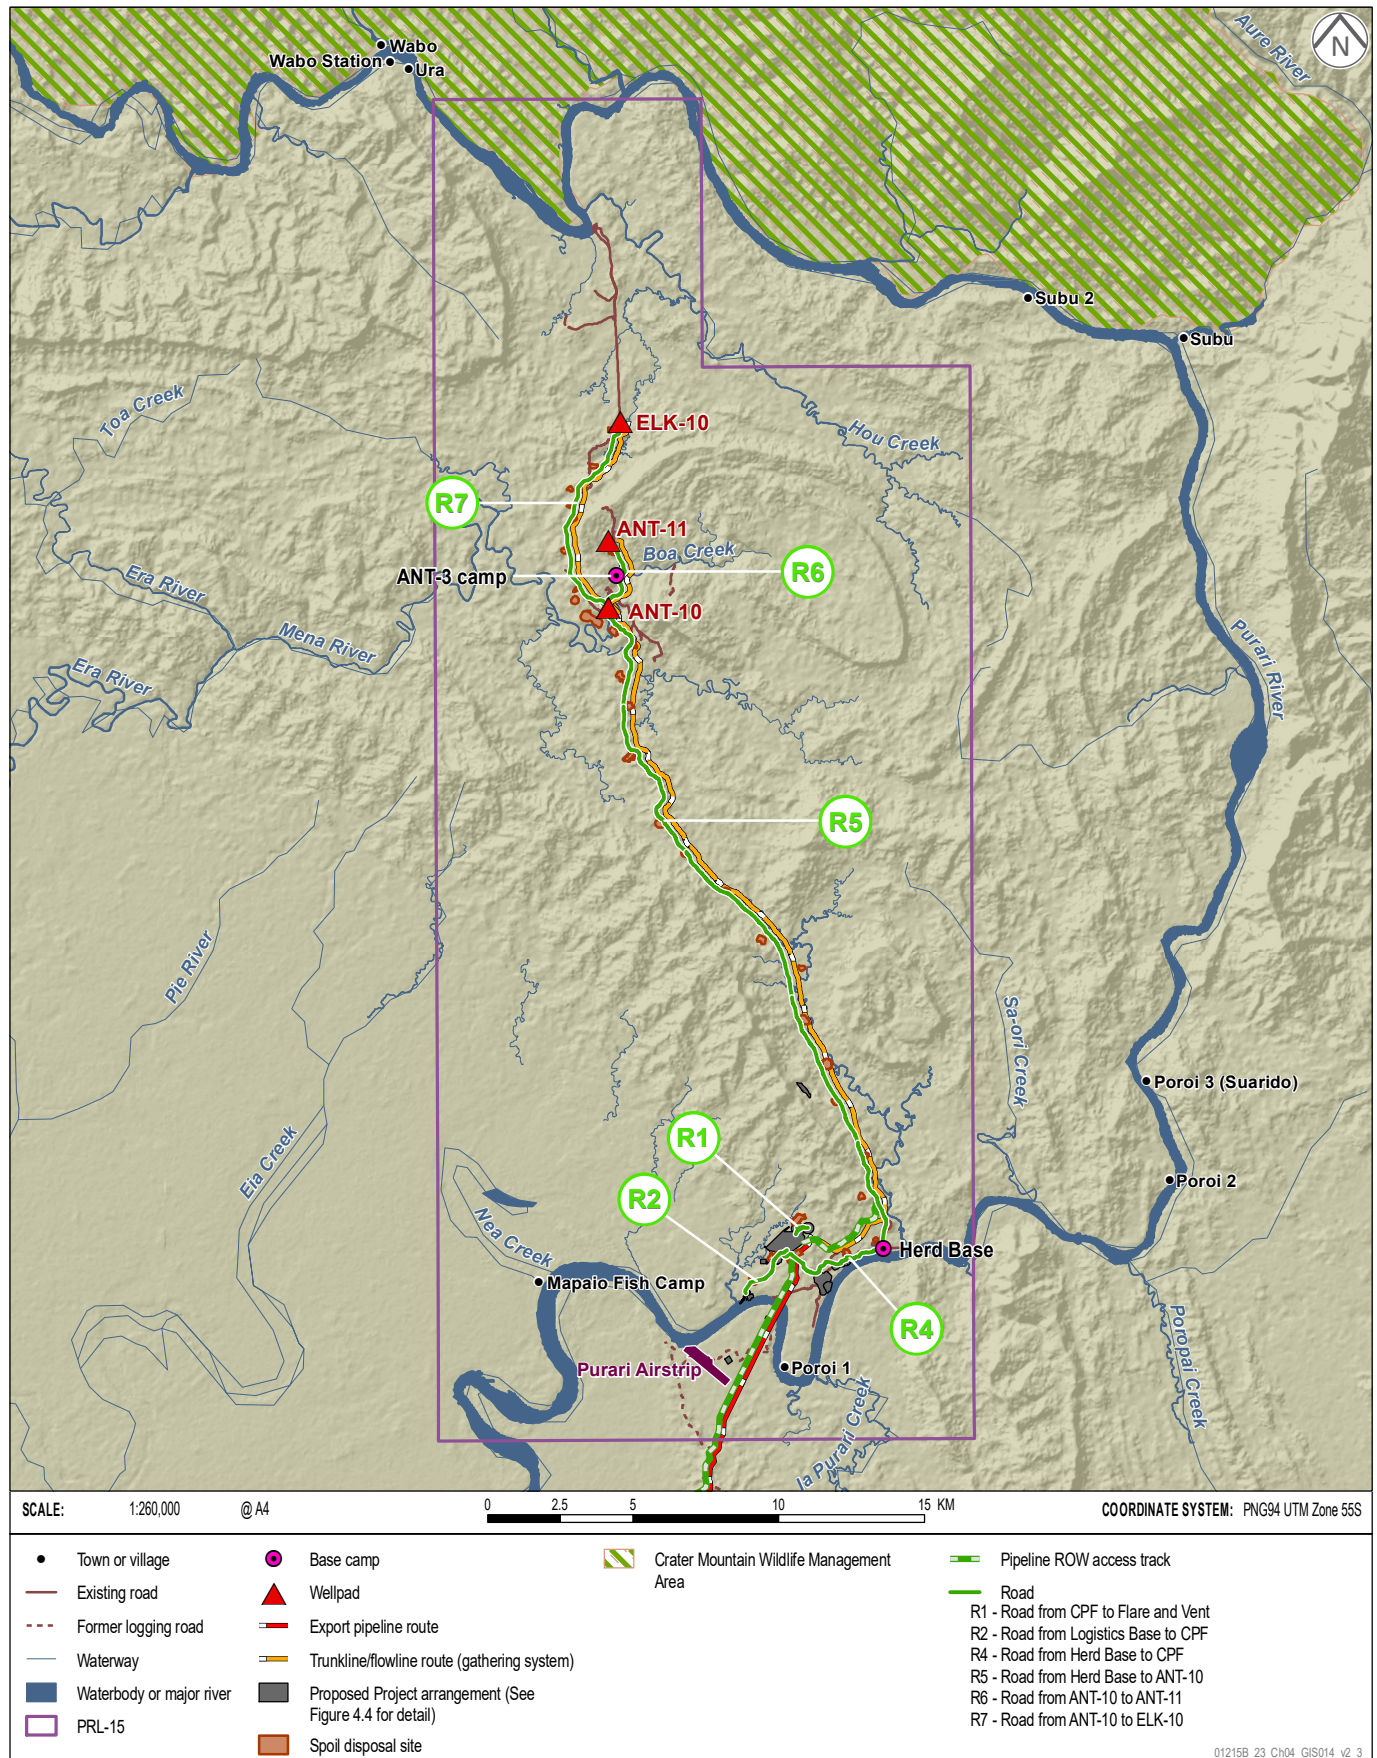 N
Aure River
Wabo
Wabo Station
Ura
Subu 2
Subu
Toa Creek
ELK-10
Hou Creek
R7
ANT-11
Boa Creek
ANT-3 camp
R6
Era River
ANT-10
Mena River
Era River
Purari River
R5
Pie River
Sa-ori Creek
Poroi 3 (Suarido)
R1
Eia Creek
R2
Poroi 2
Nea Creek
Herd Base
Mapaio Fish Camp
R4
Poropai Creek
Purari Airstrip
Poroi 1
Ia Purari Creek
SCALE: 1:260,000 @ A4
0 2.5 5 10 15 KM
COORDINATE SYSTEM: PNG94 UTM Zone 55S
Town or village
Existing road
Former logging road
Waterway
Waterbody or major river
PRL-15
Base camp
Wellpad
Export pipeline route
Trunkline/flowline route (gathering system)
Proposed Project arrangement (See
Figure 4.4 for detail)
Spoil disposal site
Crater Mountain Wildlife Management
Area
Pipeline ROW access track
Road
R1 - Road from CPF to Flare and Vent
R2 - Road from Logistics Base to CPF
R4 - Road from Herd Base to CPF
R5 - Road from Herd Base to ANT-10
R6 - Road from ANT-10 to ANT-11
R7 - Road from ANT-10 to ELK-10
01215B_23_Ch04_GIS014_v2_3